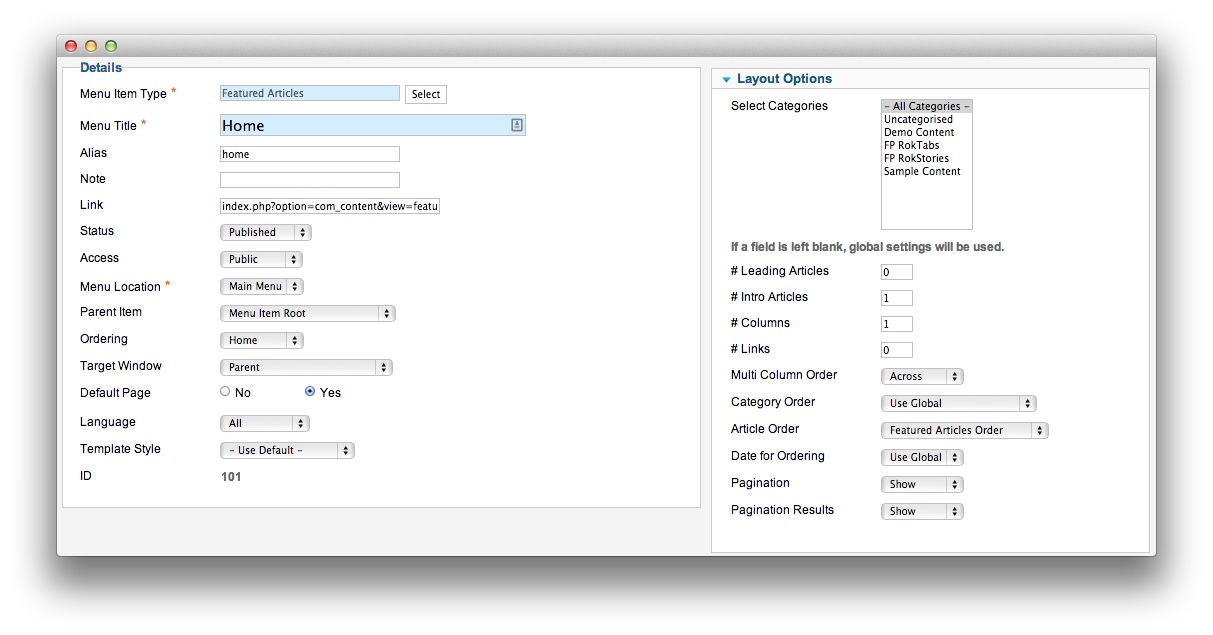 Details
Menu Item Type *
Featured Articles
Select
Menu Title *
Home
Alias
home
Note
Link
index.php?option=com_content&view=featu
Status
Published
Access
Public
Menu Location *
Main Menu
Parent Item
Menu Item Root
Ordering
Home
Target Window
Parent
Default Page
No
Yes
Language
All
Template Style
- Use Default -
ID
101
Layout Options
Select Categories
- All Categories -
Uncategorised
Demo Content
FP RokTabs
FP RokStories
Sample Content
If a field is left blank, global settings will be used.
# Leading Articles
0
# Intro Articles
1
# Columns
1
# Links
0
Multi Column Order
Across
Category Order
Use Global
Article Order
Featured Articles Order
Date for Ordering
Use Global
Pagination
Show
Pagination Results
Show